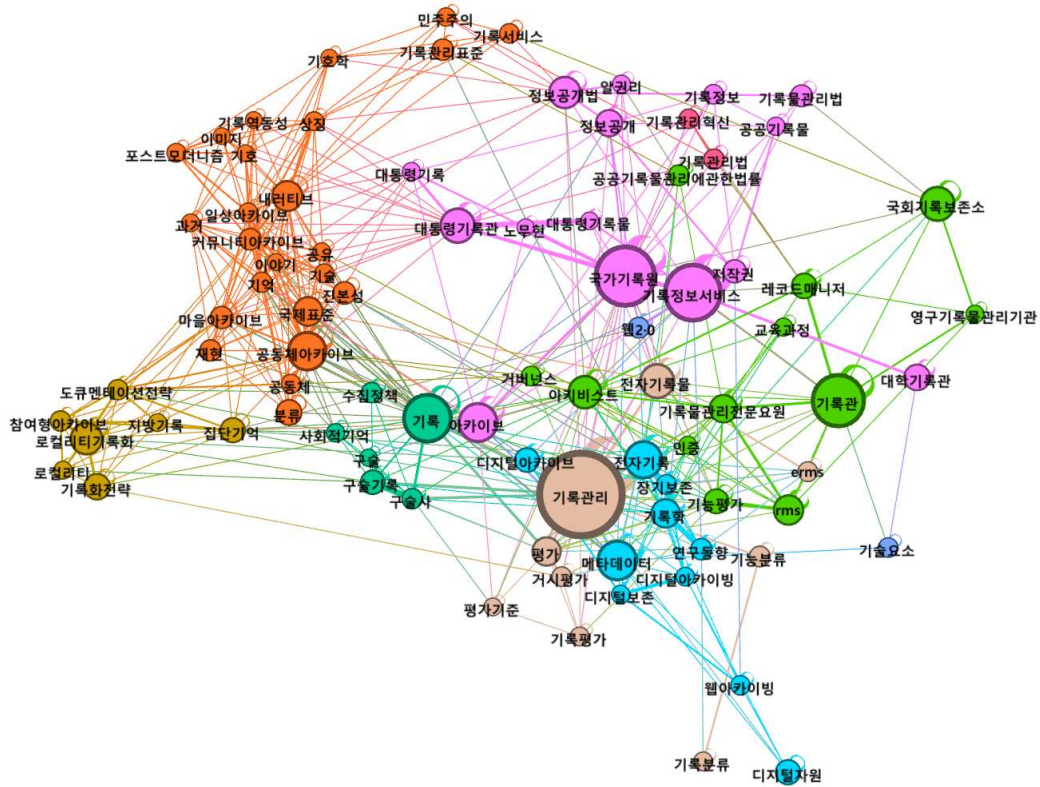 민주주의
기록서비스
기록관리표준
기호학
정보공개법
알권리
기록정보
기록물관리법
기록역동성
상징
이미지
정보공개
기록관리혁신
공공기록물
포스트모더니즘
기호
기록관리법
대통령기록
공공기록물관리에관한법률
내러티브
국회기록보존소
일상아카이브
과거
대통령기록관
노무현
대통령기록물
커뮤니티아카이브
공유
이야기
기술
국가기록원
저작권
기억
진본성
기록정보서비스
레코드매니저
마을아카이브
국제표준
웹2.0
교육과정
영구기록물관리기관
재현
공동체아카이브
거버넌스
전자기록물
대학기록관
도큐멘테이션전략
공동체
수집정책
아키비스트
기록관
참여형아카이브
지방기록
집단기억
분류
기록
아카이브
기록물관리전문요원
로컬리티기록화
사회적기억
민증
로컬리티
구술
디지털아카이브
전자기록
erms
기록화전략
구술기록
장기보존
구술사
기록관리
기록학
기능평가
rms
평가
메타데이터
연구동향
기능분류
기술요소
거시평가
디지털아카이빙
디지털보존
평가기준
기록평가
웹아카이빙
기록분류
디지털자원